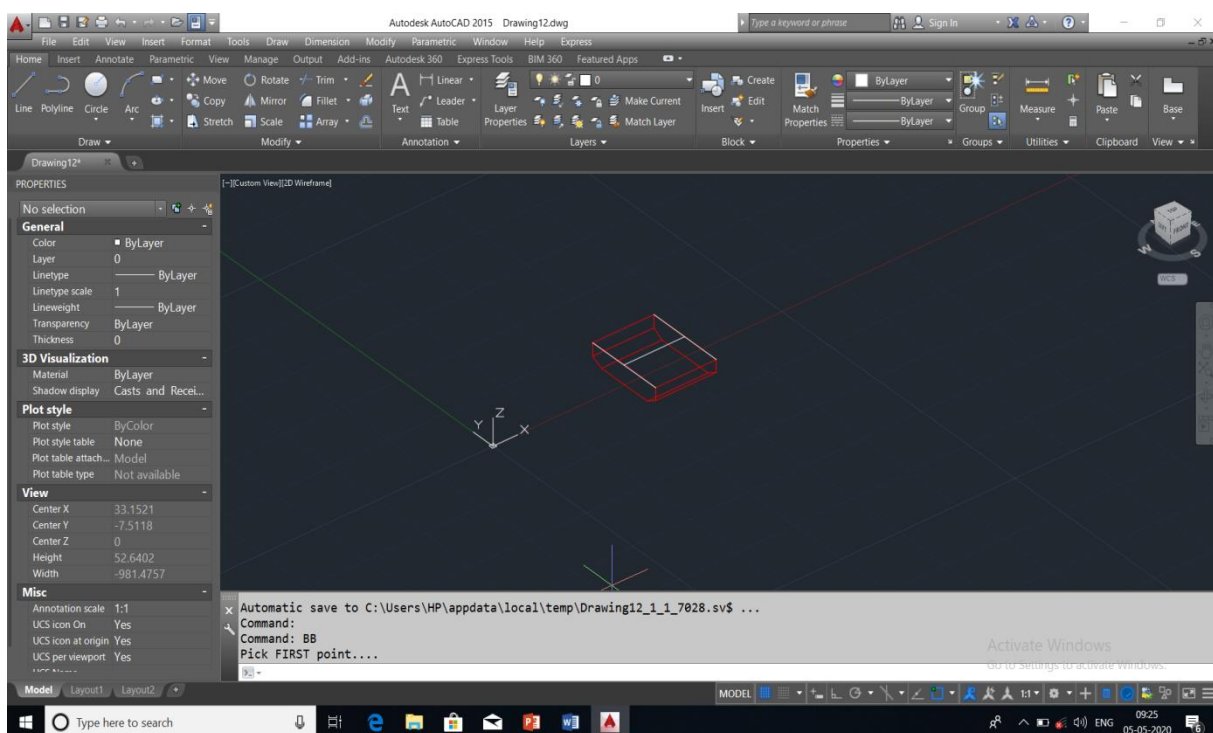 Autodesk AutoCAD 2015 Drawing12.dwg
Type a keyword or phrase
Sign In
File Edit View Insert Format Tools Draw Dimension Modify Parametric Window Help Express
Home Insert Annotate Parametric View Manage Output Add-ins Autodesk 360 Express Tools BIM 360 Featured Apps
Move Rotate Trim Linear 0 Create ByLayer
Line Polyline Circle Arc Copy Mirror Fillet Text Leader Layer Properties Make Current Insert Edit Match Properties ByLayer Group Measure Paste Base
Stretch Scale Array Table Match Layer ByLayer
Draw Modify Annotation Layers Block Properties Groups Utilities Clipboard View
Drawing12*
PROPERTIES
[-][Custom View][2D Wireframe]
No selection
General
Color ByLayer
Layer 0
Linetype ByLayer
Linetype scale 1
Lineweight ByLayer
Transparency ByLayer
Thickness 0
3D Visualization
Material ByLayer
Shadow display Casts and Recei...
Plot style
Plot style ByColor
Plot style table None
Plot table attach... Model
Plot table type Not available
View
Center X 33.1521
Center Y -7.5118
Center Z 0
Height 52.6402
Width -981.4757
Misc
Annotation scale 1:1
UCS icon On Yes
UCS icon at origin Yes
UCS per viewport Yes
TOP
FRONT
W
S
WCS
Y Z X
Automatic save to C:\Users\HP\appdata\local\temp\Drawing12_1_1_7028.sv$ ...
Command:
Command: BB
Pick FIRST point....
Activate Windows
Go to Settings to activate Windows.
Model Layout1 Layout2
MODEL 1:1
Type here to search
ENG
09:25
05-05-2020
6